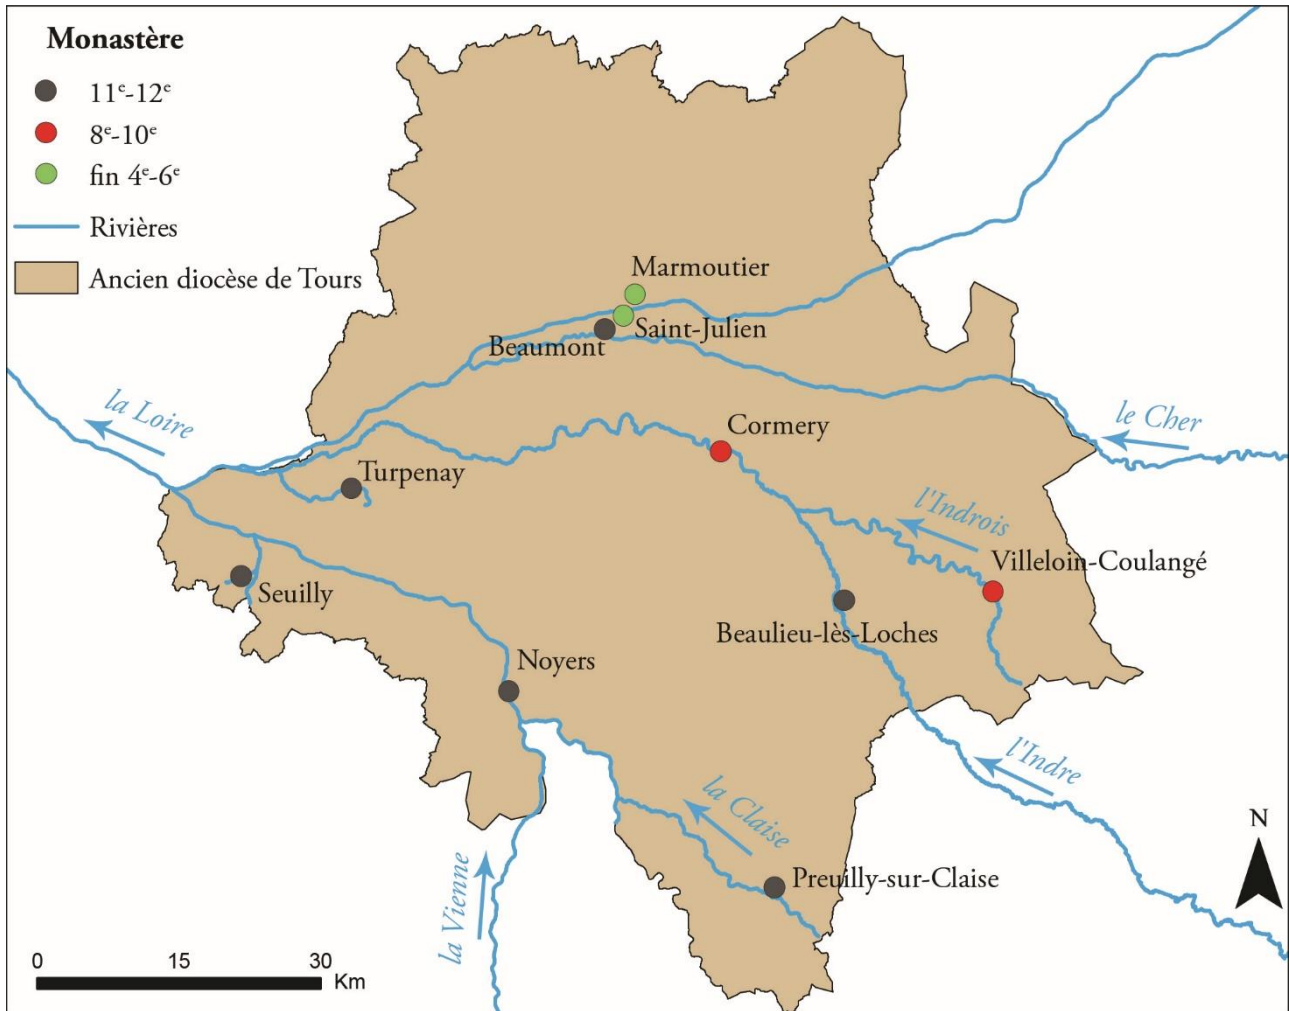 Monastère
11e-12e
8e-10e
fin 4e-6e
Rivières
Ancien diocèse de Tours
Marmoutier
Saint-Julien
Beaumont
la Loire
le Cher
Cormery
Turpenay
l'Indrois
Villeloin-Coulangé
Seuilly
Beaulieu-lès-Loches
Noyers
l'Indre
la Claise
Preuilly-sur-Claise
la Vienne
N
0 15 30
Km